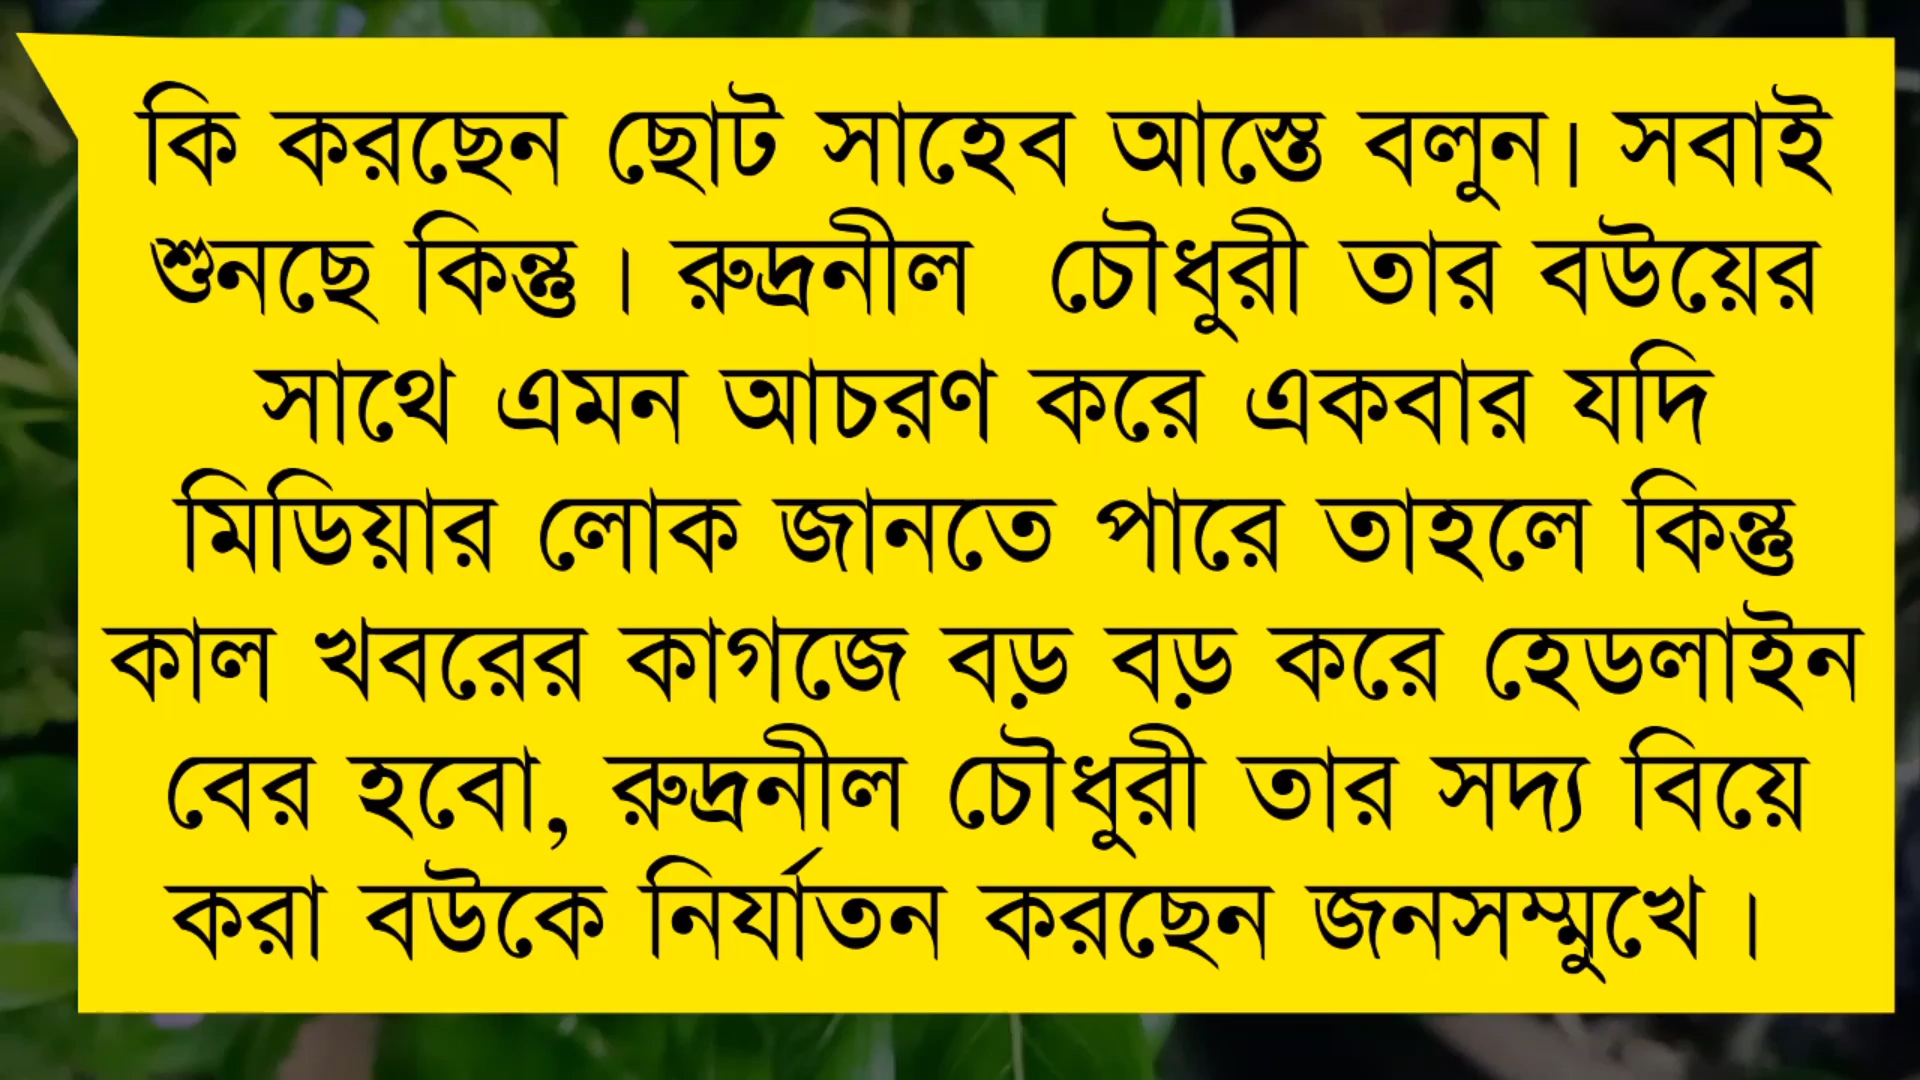 কি করছেন ছোট সাহেব আস্তে বলুন। সবাই
শুনছে কিন্তু । রুদ্রনীল  চৌধুরী তার বউয়ের
সাথে এমন আচরণ করে একবার যদি
মিডিয়ার লোক জানতে পারে তাহলে কিন্তু
কাল খবরের কাগজে বড় বড় করে হেডলাইন
বের হবো, রুদ্রনীল চৌধুরী তার সদ্য বিয়ে
করা বউকে নির্যাতন করছেন জনসম্মুখে ।